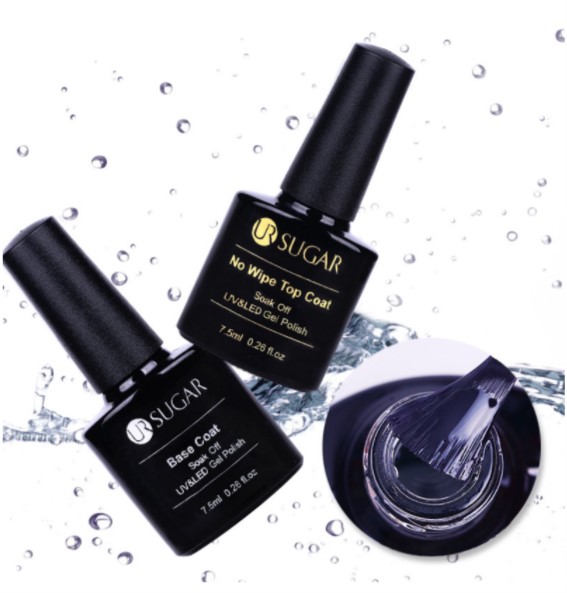 UR SUGAR
No Wipe Top Coat
Soak Off
UV&LED Gel Polish
7.5ml 0.26 fl.oz
UR SUGAR
Base Coat
Soak Off
UV&LED Gel Polish
7.5ml 0.26 fl.oz